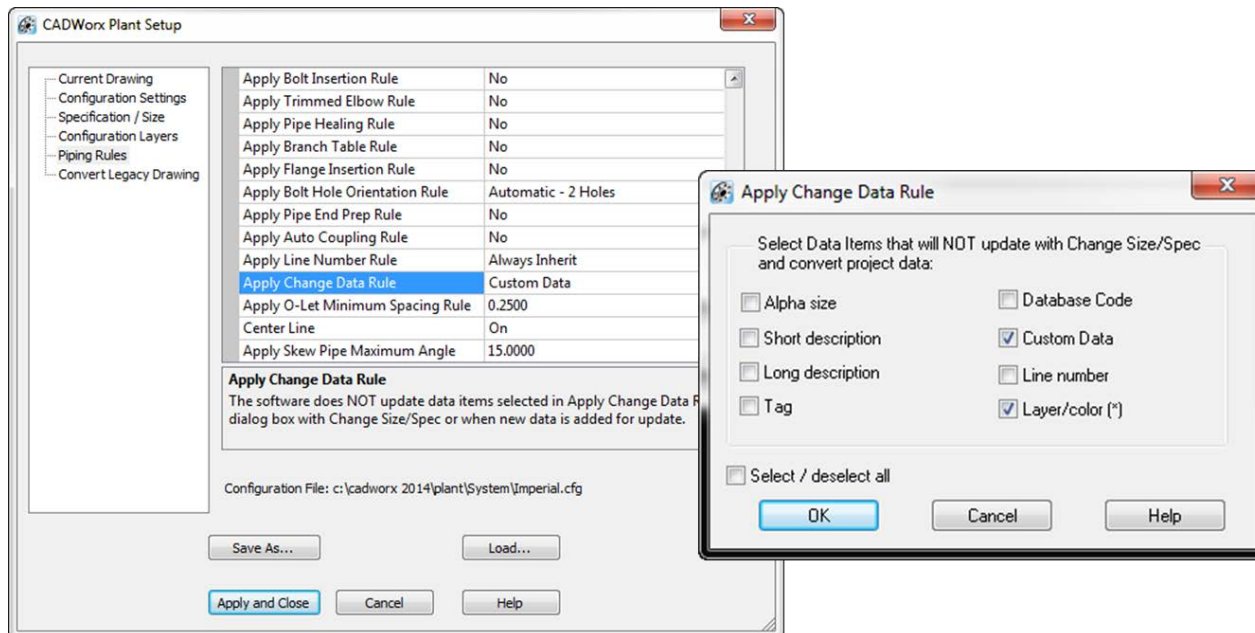 CADWorx Plant Setup
Current Drawing
Configuration Settings
Specification / Size
Configuration Layers
Piping Rules
Convert Legacy Drawing
Apply Bolt Insertion Rule No
Apply Trimmed Elbow Rule No
Apply Pipe Healing Rule No
Apply Branch Table Rule No
Apply Flange Insertion Rule No
Apply Bolt Hole Orientation Rule Automatic - 2 Holes
Apply Pipe End Prep Rule No
Apply Auto Coupling Rule No
Apply Line Number Rule Always Inherit
Apply Change Data Rule Custom Data
Apply O-Let Minimum Spacing Rule 0.2500
Center Line On
Apply Skew Pipe Maximum Angle 15.0000
Apply Change Data Rule
The software does NOT update data items selected in Apply Change Data R
dialog box with Change Size/Spec or when new data is added for update.
Configuration File: c:\cadworx 2014\plant\System\Imperial.cfg
Save As...
Load...
Apply and Close
Cancel
Help
Apply Change Data Rule
Select Data Items that will NOT update with Change Size/Spec
and convert project data:
Alpha size
Short description
Long description
Tag
Database Code
Custom Data
Line number
Layer/color (*)
Select / deselect all
OK
Cancel
Help